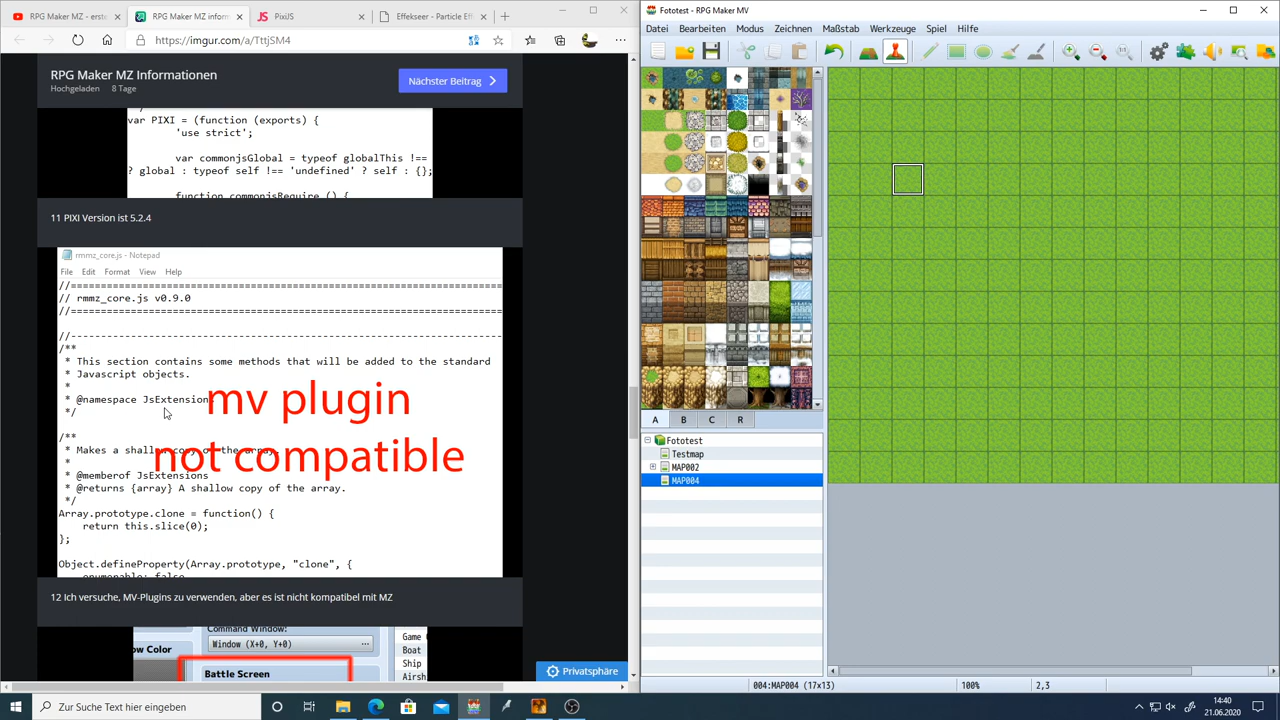 RPG Maker MZ - erste
RPG Maker MZ inform
PixiJS
Effekseer - Particle Ef
https://imgur.com/a/TttjSM4
RPG Maker MZ Informationen
Hochgeladen 8 Tage
Nächster Beitrag
var PIXI = (function (exports) {
'use strict';
var commonjsGlobal = typeof globalThis !==
? global : typeof self !== 'undefined' ? self : {};
function commonjsRequire () {
11 PIXI Version ist 5.2.4
rmmz_core.js - Notepad
File Edit Format View Help
//=====================================================
// rmmz_core.js v0.9.0
//=====================================================
//-----------------------------------------------------
/**
* This section contains some methods that will be added to the standard
* Javascript objects.
*
* @namespace JsExtensions
*/
mv plugin
not compatible
/**
* Makes a shallow copy of the array.
*
* @memberof JsExtensions
* @returns {array} A shallow copy of the array.
*/
Array.prototype.clone = function() {
return this.slice(0);
};
Object.defineProperty(Array.prototype, "clone", {
enumerable: false
12 Ich versuche, MV-Plugins zu verwenden, aber es ist nicht kompatibel mit MZ
Command Window:
Window (X+0, Y+0)
ow Color
Battle Screen
Game
Boat
Ship
Airsh
Privatsphäre
Fototest - RPG Maker MV
Datei Bearbeiten Modus Zeichnen Maßstab Werkzeuge Spiel Hilfe
A B C R
Fototest
Testmap
MAP002
MAP004
004:MAP004 (17x13) 100% 2,3
Zur Suche Text hier eingeben
14:40
21.06.2020